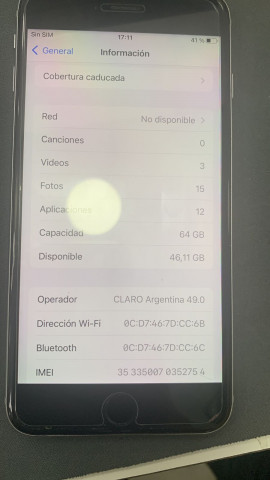 Sin SIM 17:11 41 %
General Información
Cobertura caducada
Red No disponible
Canciones 0
Videos 3
Fotos 15
Aplicaciones 12
Capacidad 64 GB
Disponible 46,11 GB
Operador CLARO Argentina 49.0
Dirección Wi-Fi 0C:D7:46:7D:CC:6B
Bluetooth 0C:D7:46:7D:CC:6C
IMEI 35 335007 035275 4